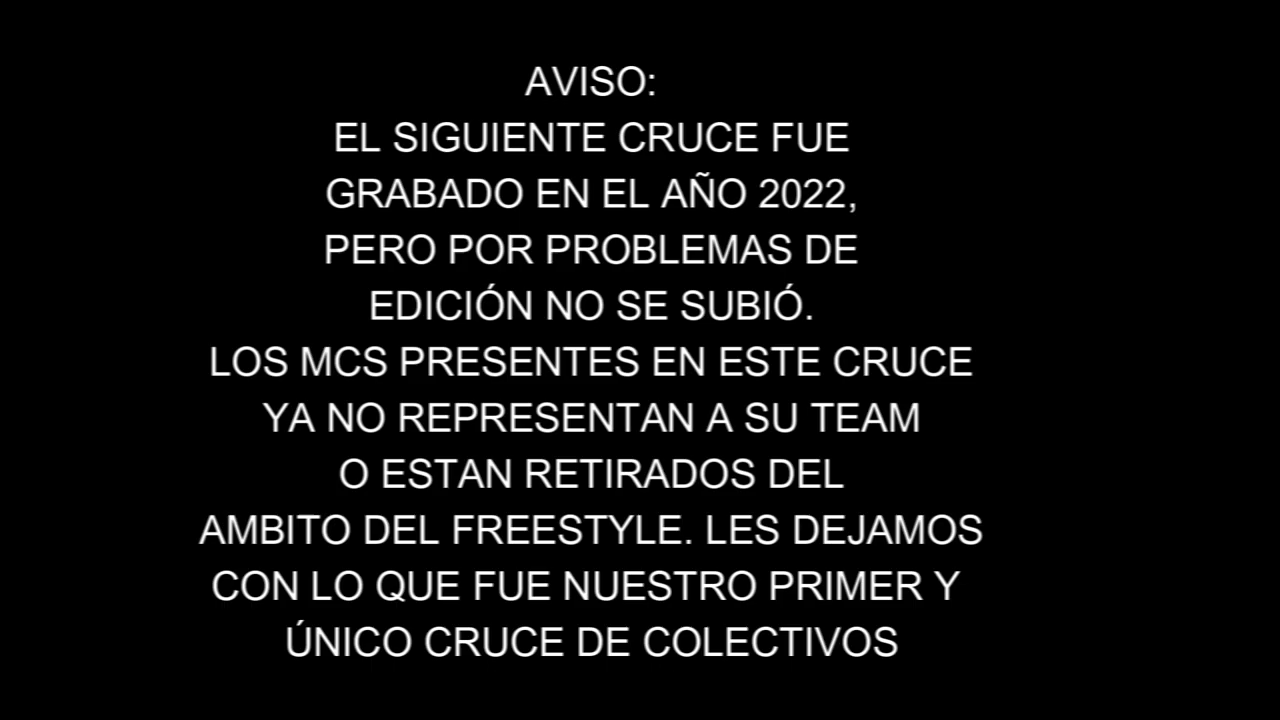 AVISO:
EL SIGUIENTE CRUCE FUE
GRABADO EN EL AÑO 2022,
PERO POR PROBLEMAS DE
EDICIÓN NO SE SUBIÓ.
LOS MCS PRESENTES EN ESTE CRUCE
YA NO REPRESENTAN A SU TEAM
O ESTAN RETIRADOS DEL
AMBITO DEL FREESTYLE. LES DEJAMOS
CON LO QUE FUE NUESTRO PRIMER Y
ÚNICO CRUCE DE COLECTIVOS